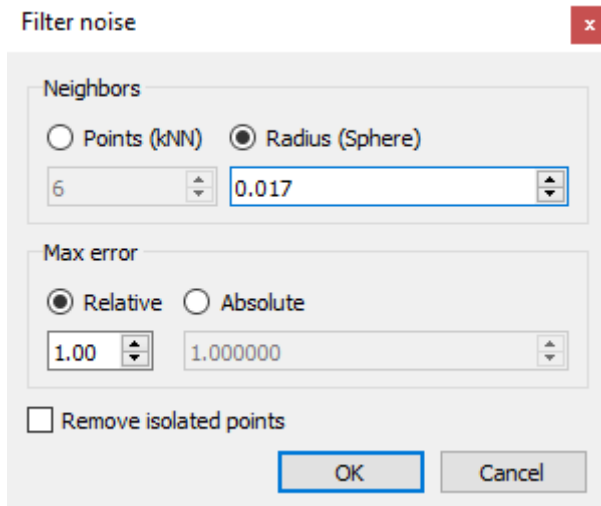 Filter noise
x
Neighbors
Points (kNN) Radius (Sphere)
6 0.017
Max error
Relative Absolute
1.00 1.000000
Remove isolated points
OK Cancel